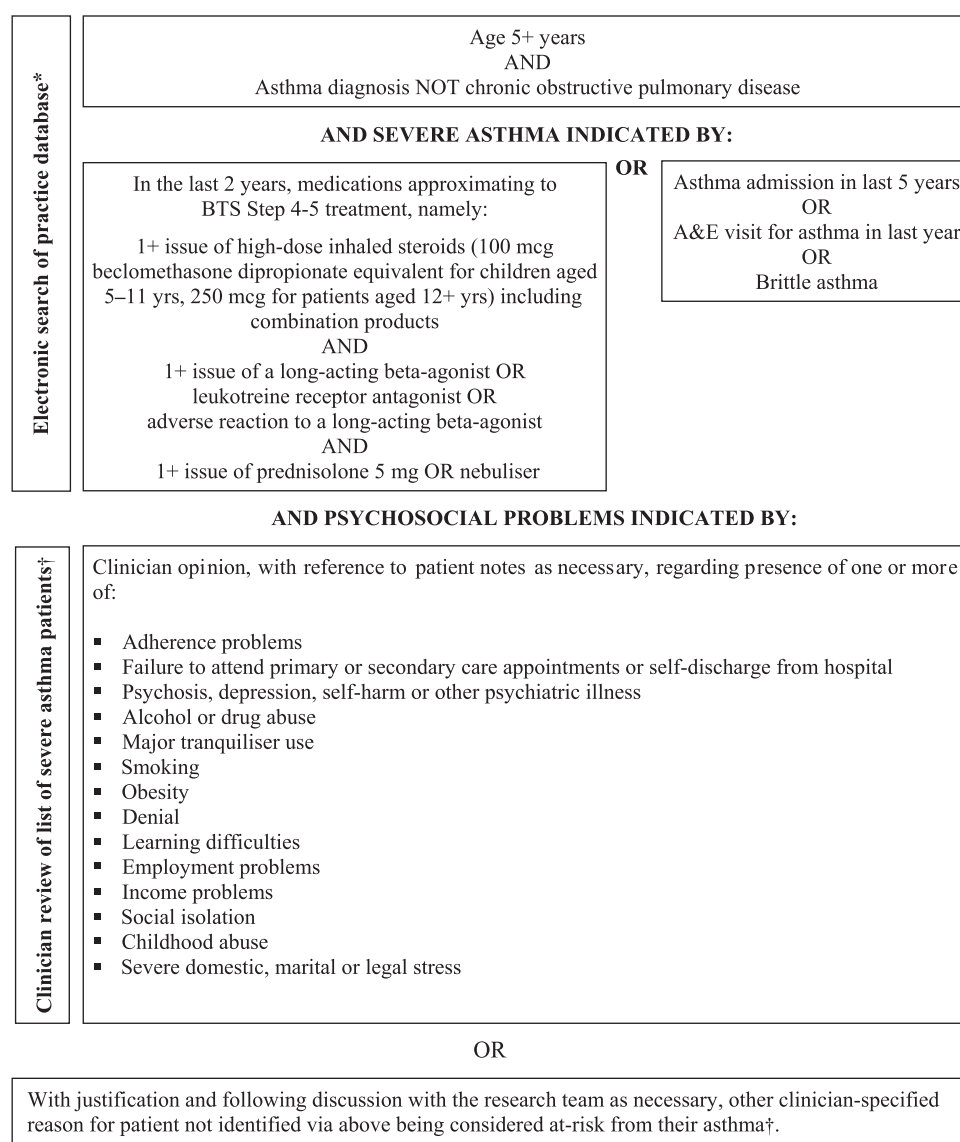 Electronic search of practice database*
Age 5+ years
AND
Asthma diagnosis NOT chronic obstructive pulmonary disease
AND SEVERE ASTHMA INDICATED BY:
In the last 2 years, medications approximating to
BTS Step 4-5 treatment, namely:
1+ issue of high-dose inhaled steroids (100 mcg
beclomethasone dipropionate equivalent for children aged
5–11 yrs, 250 mcg for patients aged 12+ yrs) including
combination products
AND
1+ issue of a long-acting beta-agonist OR
leukotreine receptor antagonist OR
adverse reaction to a long-acting beta-agonist
AND
1+ issue of prednisolone 5 mg OR nebuliser
OR
Asthma admission in last 5 years
OR
A&E visit for asthma in last year
OR
Brittle asthma
AND PSYCHOSOCIAL PROBLEMS INDICATED BY:
Clinician review of list of severe asthma patients†
Clinician opinion, with reference to patient notes as necessary, regarding presence of one or more
of:
▪ Adherence problems
▪ Failure to attend primary or secondary care appointments or self-discharge from hospital
▪ Psychosis, depression, self-harm or other psychiatric illness
▪ Alcohol or drug abuse
▪ Major tranquiliser use
▪ Smoking
▪ Obesity
▪ Denial
▪ Learning difficulties
▪ Employment problems
▪ Income problems
▪ Social isolation
▪ Childhood abuse
▪ Severe domestic, marital or legal stress
OR
With justification and following discussion with the research team as necessary, other clinician-specified
reason for patient not identified via above being considered at-risk from their asthma†.